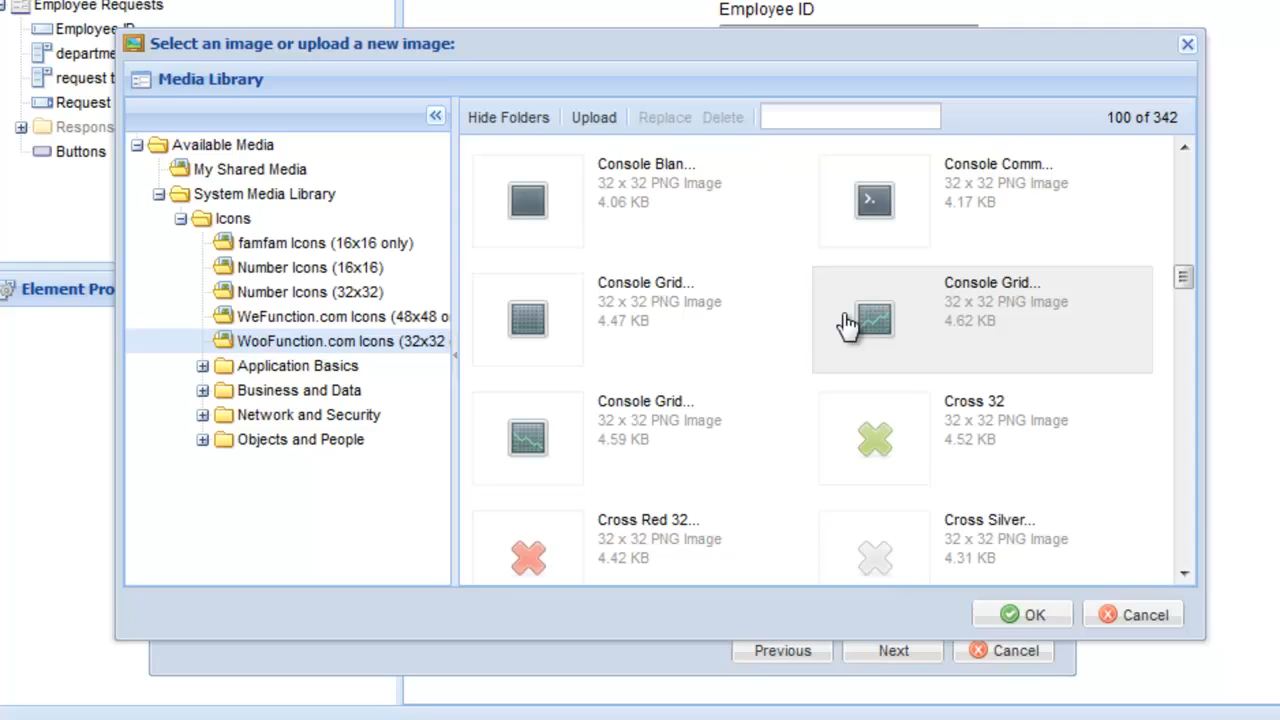 Employee Requests
Employee ID
Employee ID
departme
request t
Request
Respons
Buttons
Element Pro
Select an image or upload a new image:
Media Library
Available Media
My Shared Media
System Media Library
Icons
famfam Icons (16x16 only)
Number Icons (16x16)
Number Icons (32x32)
WeFunction.com Icons (48x48 o
WooFunction.com Icons (32x32
Application Basics
Business and Data
Network and Security
Objects and People
Hide Folders
Upload
Replace
Delete
100 of 342
Console Blan...
32 x 32 PNG Image
4.06 KB
Console Comm...
32 x 32 PNG Image
4.17 KB
Console Grid...
32 x 32 PNG Image
4.47 KB
Console Grid...
32 x 32 PNG Image
4.62 KB
Console Grid...
32 x 32 PNG Image
4.59 KB
Cross 32
32 x 32 PNG Image
4.52 KB
Cross Red 32...
32 x 32 PNG Image
4.42 KB
Cross Silver...
32 x 32 PNG Image
4.31 KB
OK
Cancel
Previous
Next
Cancel